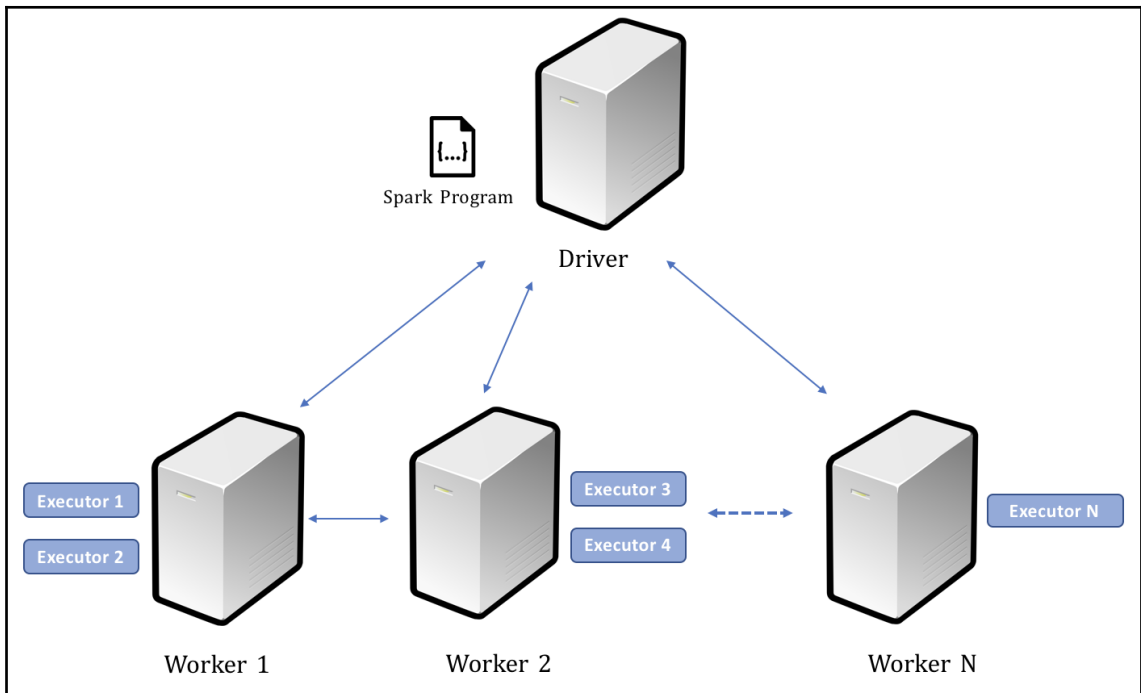 {...}
Spark Program
Driver
Executor 1
Executor 2
Executor 3
Executor 4
Executor N
Worker 1
Worker 2
Worker N